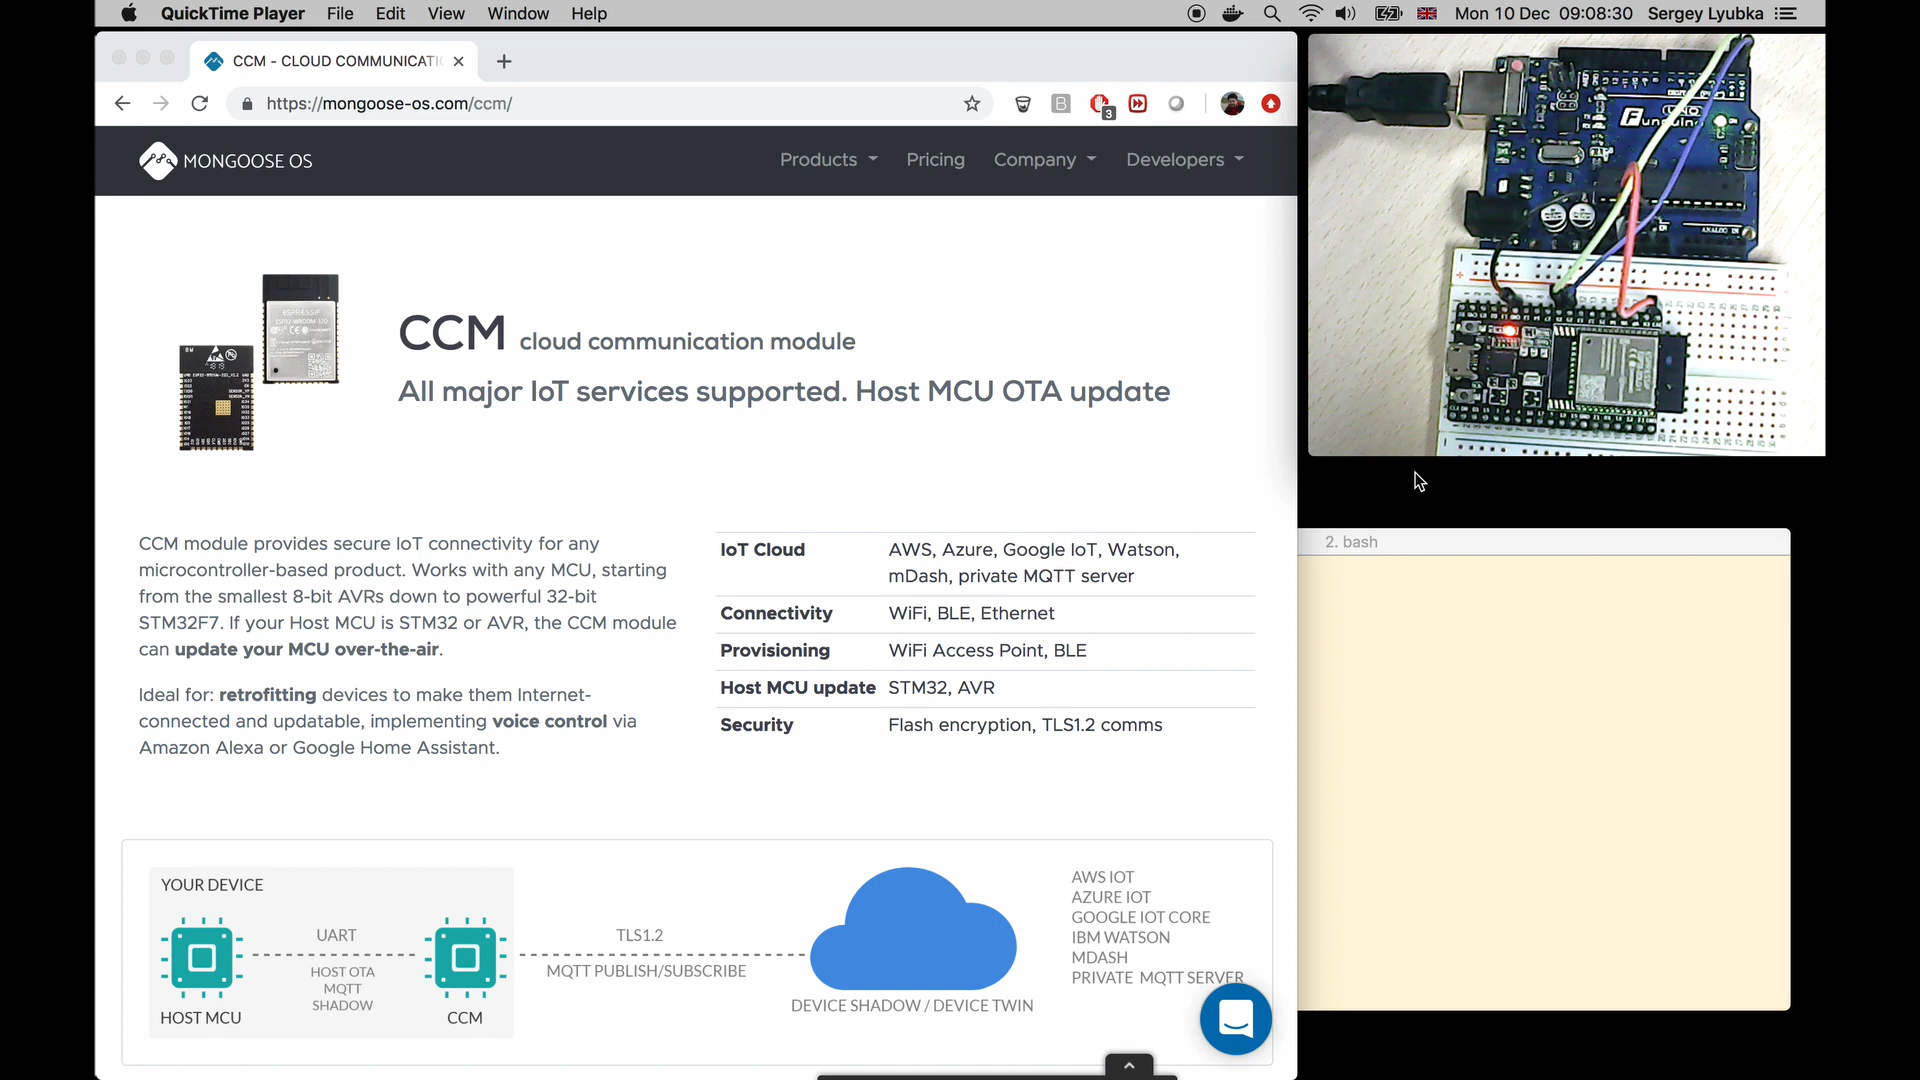 QuickTime Player File Edit View Window Help
Mon 10 Dec 09:08:30 Sergey Lyubka
CCM - CLOUD COMMUNICATI
https://mongoose-os.com/ccm/
3
MONGOOSE OS
Products Pricing Company Developers
ESPRESSIF
ESP32-WROOM-32D
CCM cloud communication module
All major IoT services supported. Host MCU OTA update
CCM module provides secure IoT connectivity for any
microcontroller-based product. Works with any MCU, starting
from the smallest 8-bit AVRs down to powerful 32-bit
STM32F7. If your Host MCU is STM32 or AVR, the CCM module
can update your MCU over-the-air.
Ideal for: retrofitting devices to make them Internet-
connected and updatable, implementing voice control via
Amazon Alexa or Google Home Assistant.
IoT Cloud AWS, Azure, Google IoT, Watson,
mDash, private MQTT server
Connectivity WiFi, BLE, Ethernet
Provisioning WiFi Access Point, BLE
Host MCU update STM32, AVR
Security Flash encryption, TLS1.2 comms
YOUR DEVICE
UART
HOST OTA
MQTT
SHADOW
HOST MCU
CCM
TLS1.2
MQTT PUBLISH/SUBSCRIBE
DEVICE SHADOW / DEVICE TWIN
AWS IOT
AZURE IOT
GOOGLE IOT CORE
IBM WATSON
MDASH
PRIVATE MQTT SERVER
Funduino
UNO
ANALOG IN
2. bash